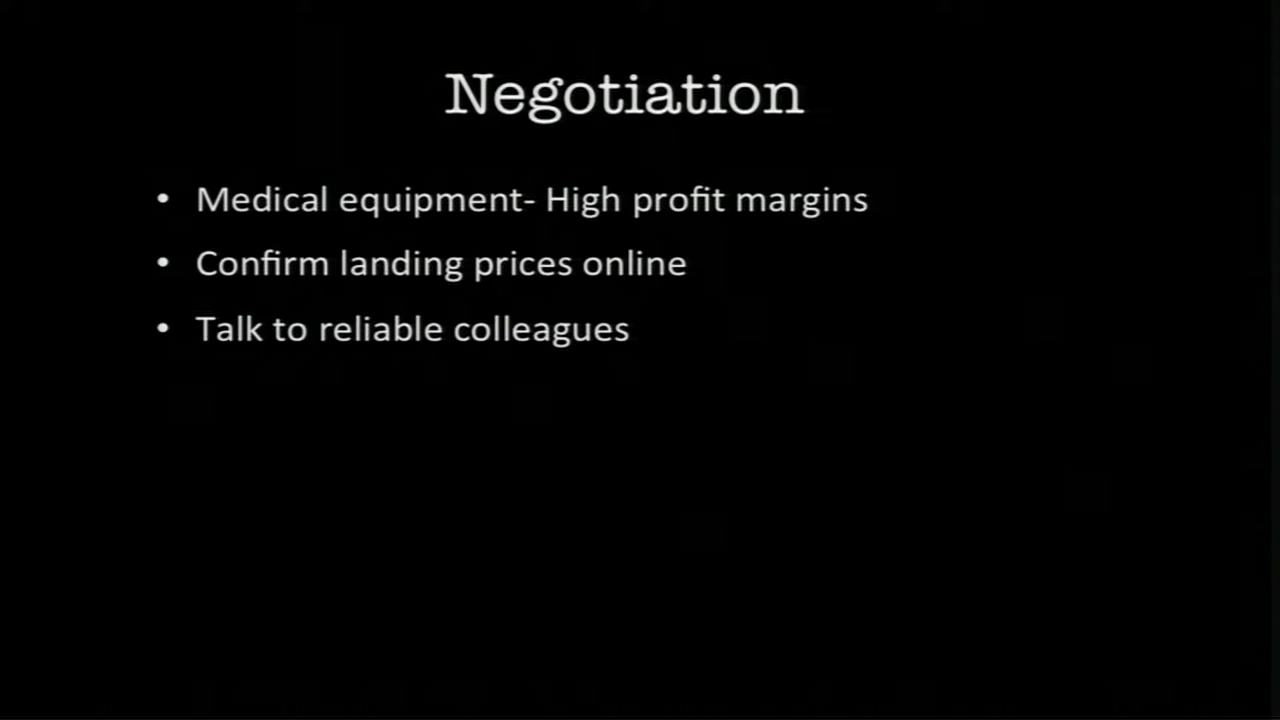 Negotiation
• Medical equipment- High profit margins
• Confirm landing prices online
• Talk to reliable colleagues